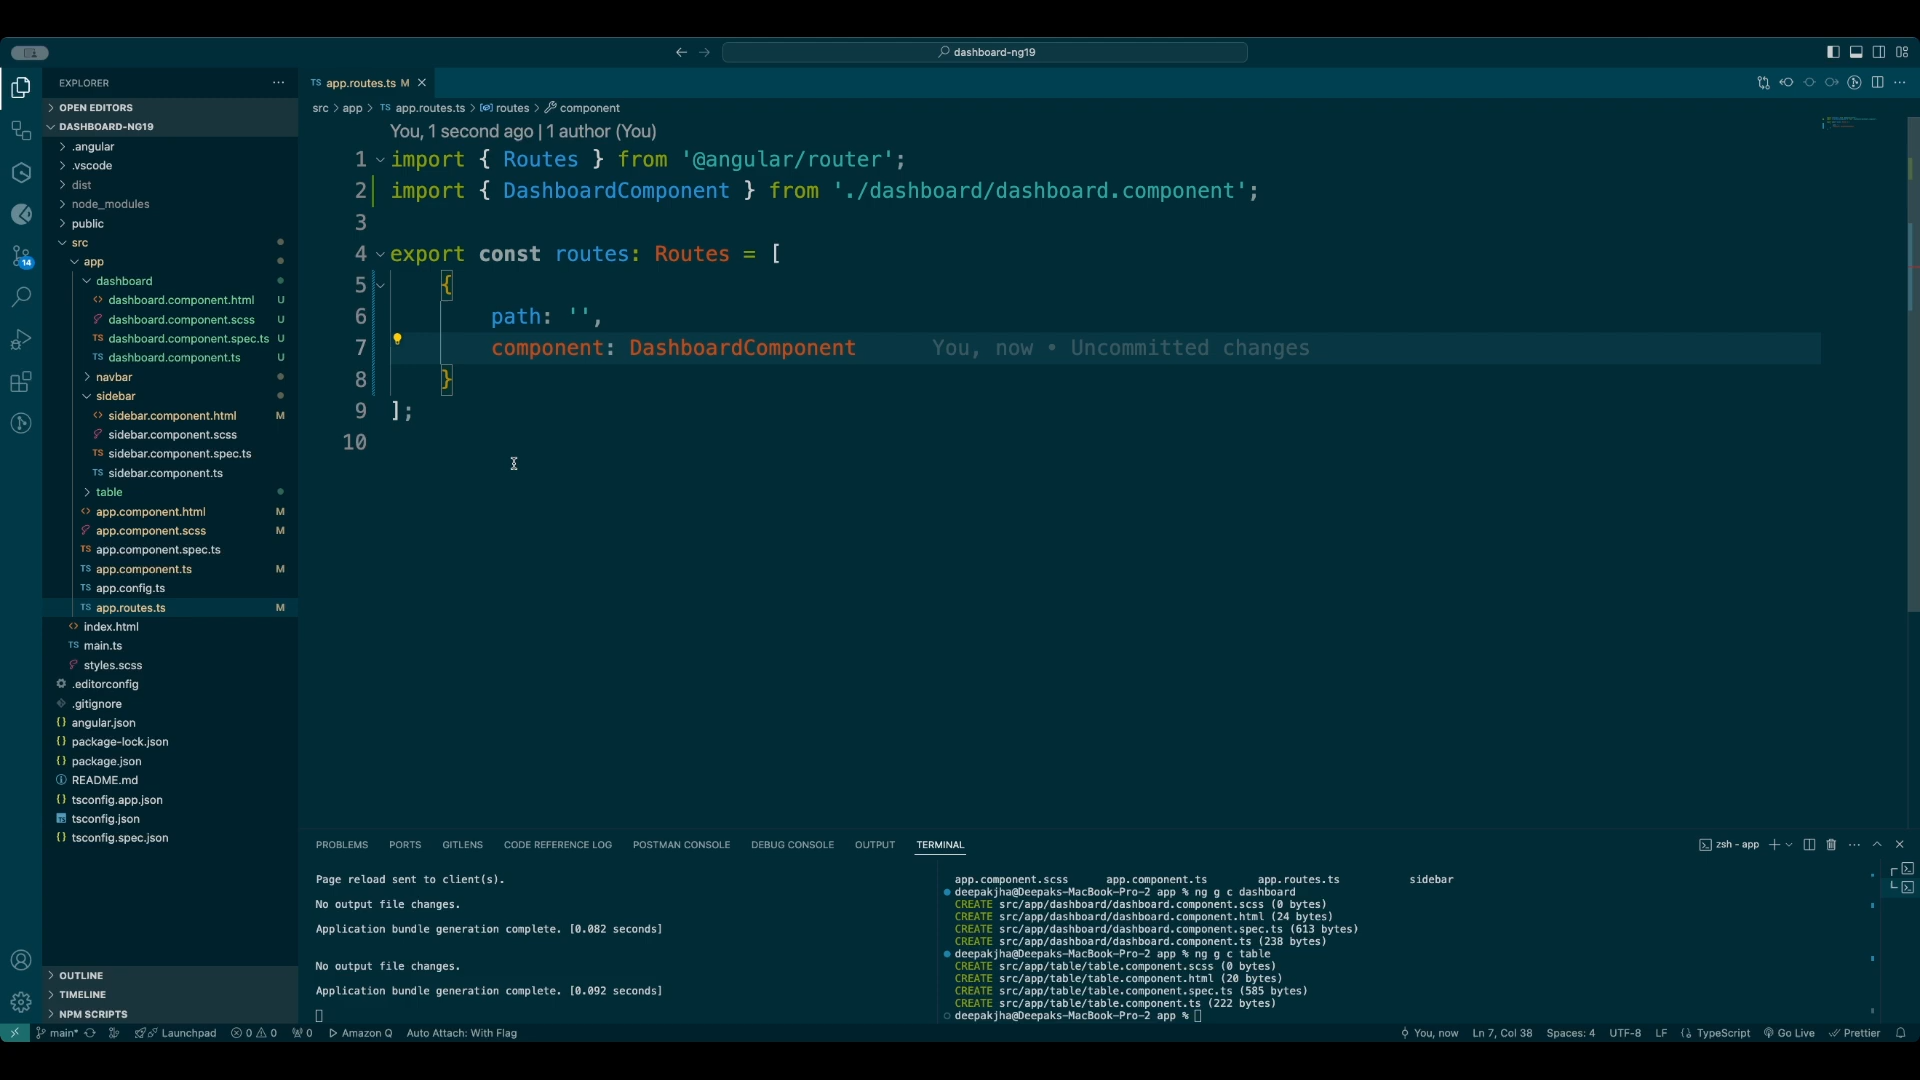 dashboard-ng19
EXPLORER
OPEN EDITORS
DASHBOARD-NG19
.angular
.vscode
dist
node_modules
public
src
app
dashboard
dashboard.component.html U
dashboard.component.scss U
TS dashboard.component.spec.ts U
TS dashboard.component.ts U
navbar
sidebar
sidebar.component.html M
sidebar.component.scss
TS sidebar.component.spec.ts
TS sidebar.component.ts
table
app.component.html M
app.component.scss M
TS app.component.spec.ts
TS app.component.ts M
TS app.config.ts
TS app.routes.ts M
index.html
TS main.ts
styles.scss
.editorconfig
.gitignore
{} angular.json
{} package-lock.json
{} package.json
README.md
{} tsconfig.app.json
tsconfig.json
{} tsconfig.spec.json
OUTLINE
TIMELINE
NPM SCRIPTS
14
TS app.routes.ts M
src > app > TS app.routes.ts > routes > component
You, 1 second ago | 1 author (You)
1 import { Routes } from '@angular/router';
2 import { DashboardComponent } from './dashboard/dashboard.component';
3
4 export const routes: Routes = [
5 {
6 path: '',
7 component: DashboardComponent You, now • Uncommitted changes
8 }
9 ];
10
PROBLEMS PORTS GITLENS CODE REFERENCE LOG POSTMAN CONSOLE DEBUG CONSOLE OUTPUT TERMINAL
zsh - app
Page reload sent to client(s).
No output file changes.
Application bundle generation complete. [0.082 seconds]
No output file changes.
Application bundle generation complete. [0.092 seconds]
app.component.scss app.component.ts app.routes.ts sidebar
deepakjha@Deepaks-MacBook-Pro-2 app % ng g c dashboard
CREATE src/app/dashboard/dashboard.component.scss (0 bytes)
CREATE src/app/dashboard/dashboard.component.html (24 bytes)
CREATE src/app/dashboard/dashboard.component.spec.ts (613 bytes)
CREATE src/app/dashboard/dashboard.component.ts (238 bytes)
deepakjha@Deepaks-MacBook-Pro-2 app % ng g c table
CREATE src/app/table/table.component.scss (0 bytes)
CREATE src/app/table/table.component.html (20 bytes)
CREATE src/app/table/table.component.spec.ts (585 bytes)
CREATE src/app/table/table.component.ts (222 bytes)
deepakjha@Deepaks-MacBook-Pro-2 app %
main* Launchpad 0 0 0 Amazon Q Auto Attach: With Flag
You, now Ln 7, Col 38 Spaces: 4 UTF-8 LF TypeScript Go Live Prettier